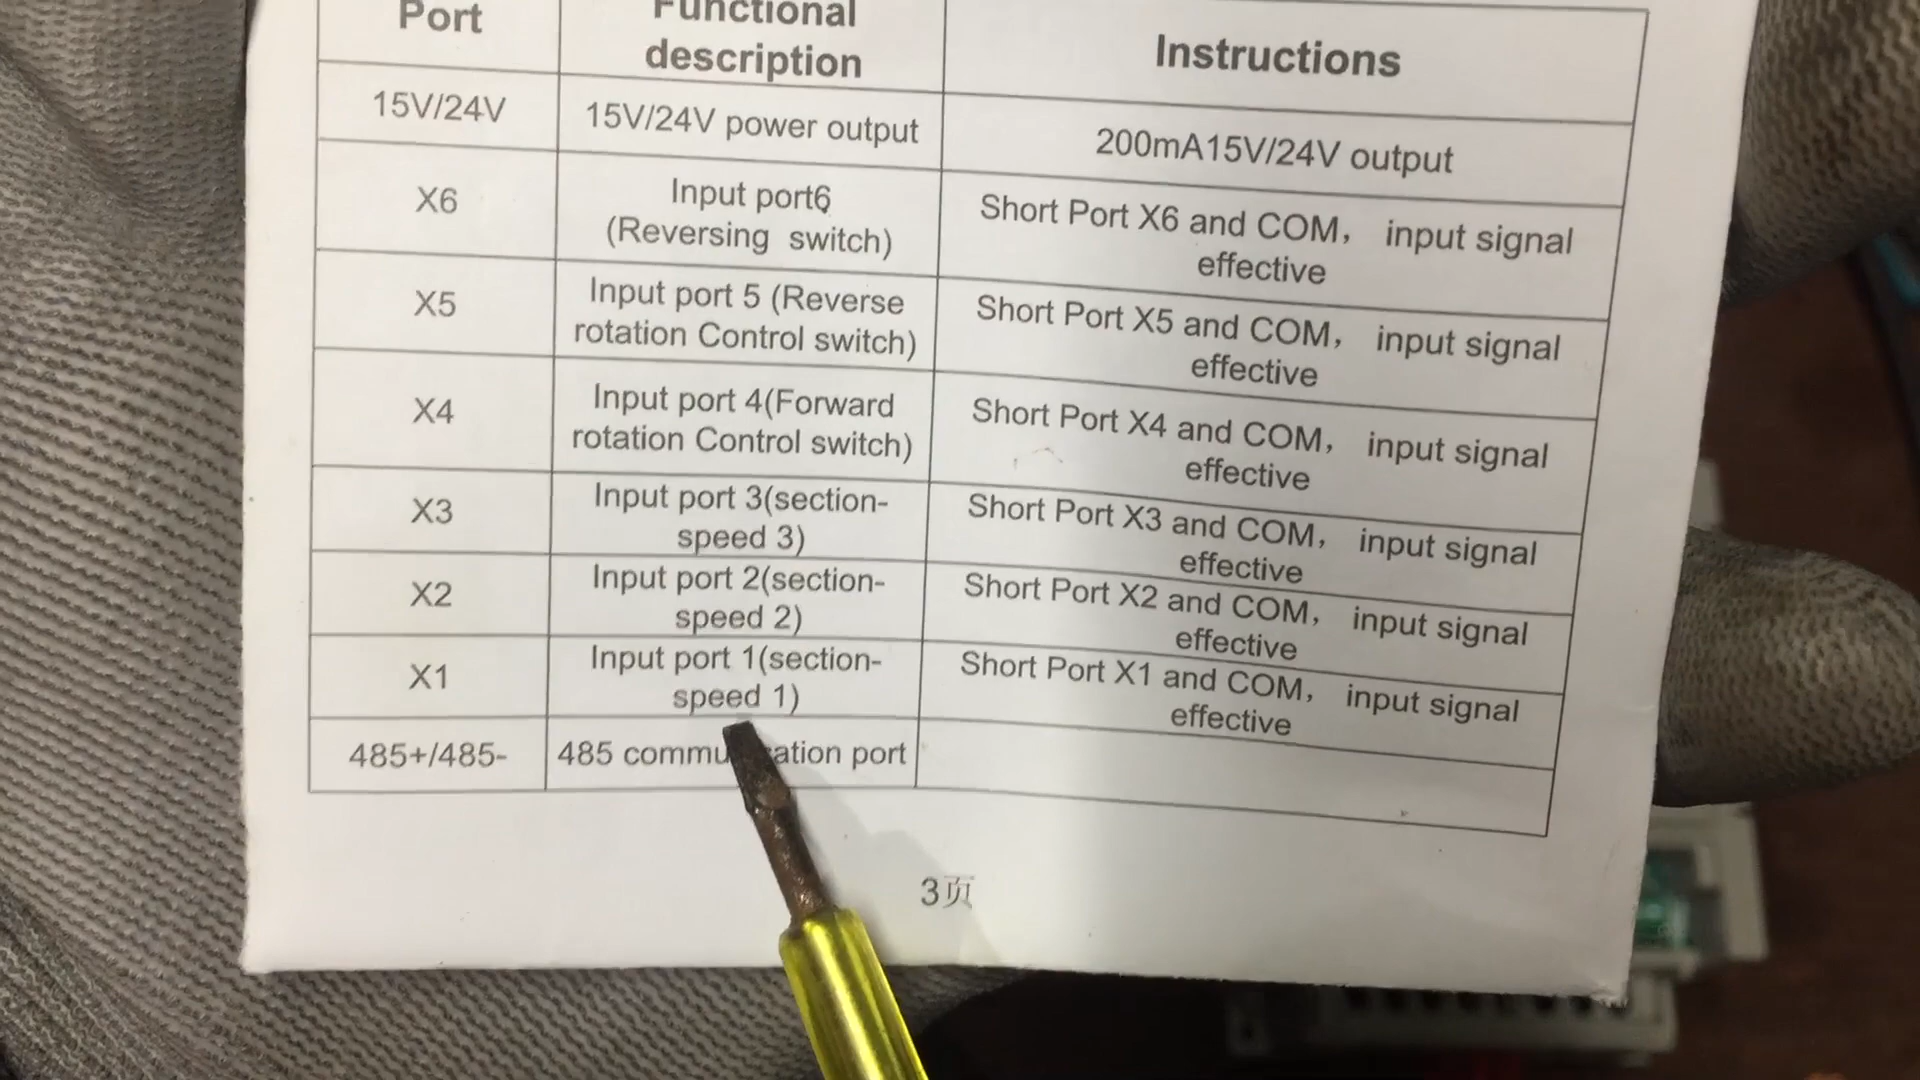 Port
Functional
description
Instructions
15V/24V
15V/24V power output
200mA15V/24V output
X6
Input port6
(Reversing switch)
Short Port X6 and COM， input signal
effective
X5
Input port 5 (Reverse
rotation Control switch)
Short Port X5 and COM， input signal
effective
X4
Input port 4(Forward
rotation Control switch)
Short Port X4 and COM， input signal
effective
X3
Input port 3(section-
speed 3)
Short Port X3 and COM， input signal
effective
X2
Input port 2(section-
speed 2)
Short Port X2 and COM， input signal
effective
X1
Input port 1(section-
speed 1)
Short Port X1 and COM， input signal
effective
485+/485-
485 communication port
3页